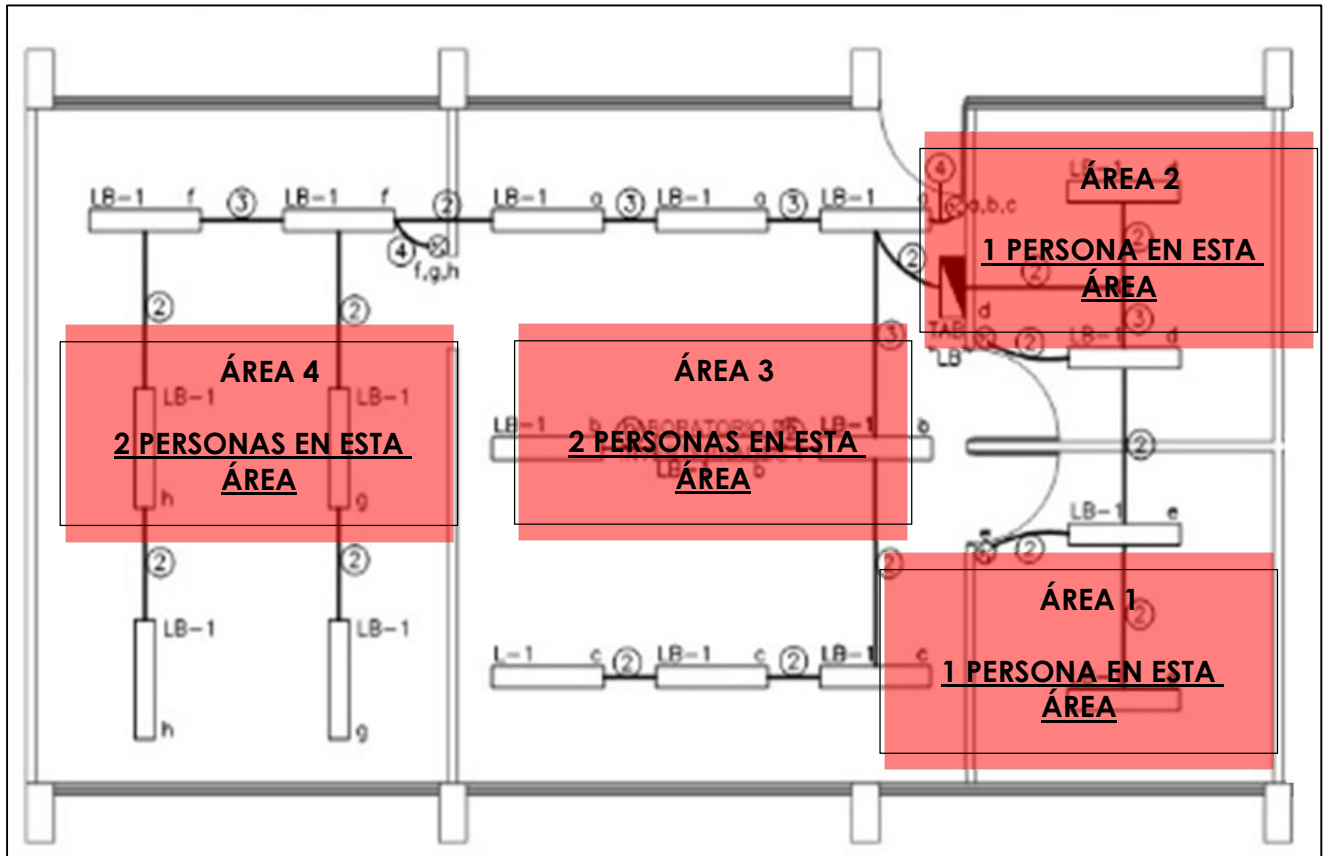 LB-1 f ③ LB-1 f ② LB-1 a ③ LB-1 a ③ LB-1
④
f,g,h
④
a,b,c
②
ÁREA 2
1 PERSONA EN ESTA
ÁREA
②
②
③
d
TAB
"LB"
② LB-1 d
② ②
③
ÁREA 4
2 PERSONAS EN ESTA
ÁREA
LB-1 LB-1
h g
ÁREA 3
2 PERSONAS EN ESTA
ÁREA
LB-1 b LB-1 b
LABORATORIO
b
②
② LB-1 e
② ② ②
ÁREA 1
1 PERSONA EN ESTA
ÁREA
②
LB-1 LB-1
h g
L-1 c ② LB-1 c ② LB-1 c